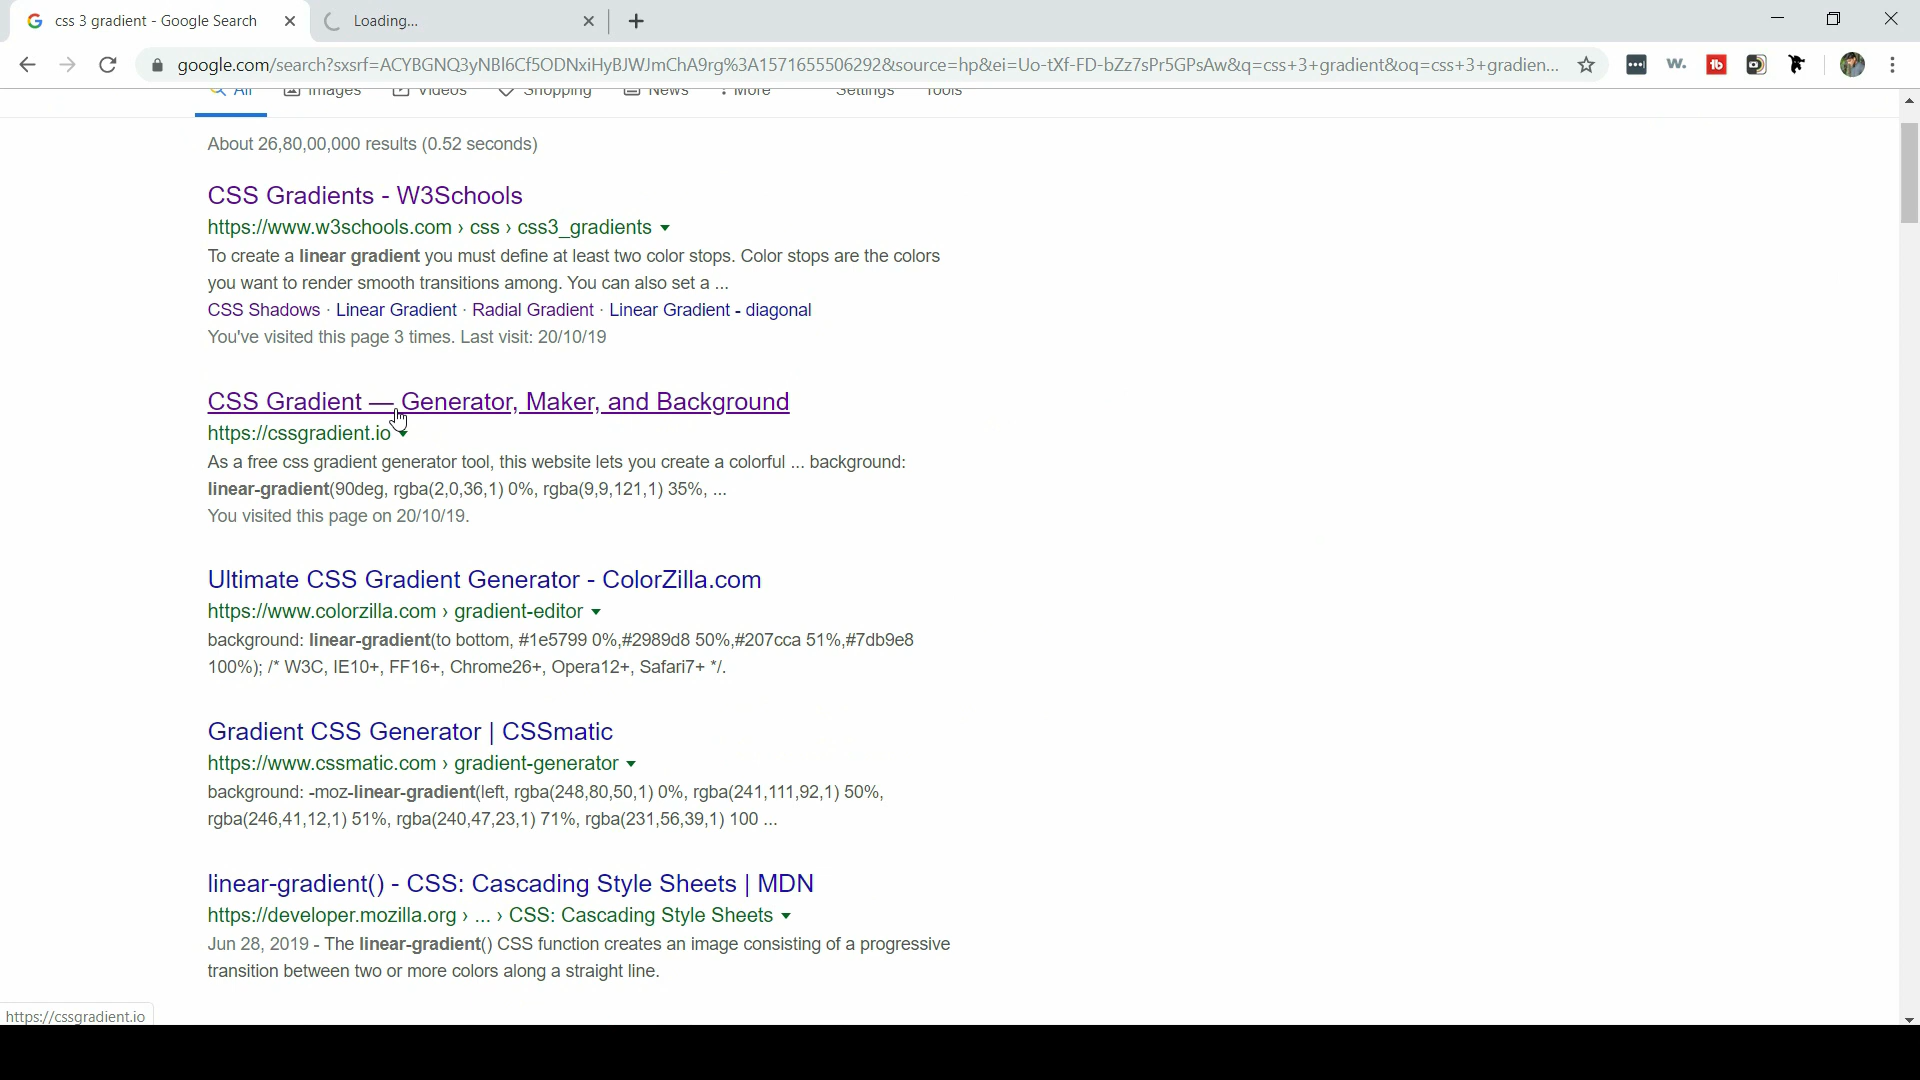 css 3 gradient - Google Search
Loading...
google.com/search?sxsrf=ACYBGNQ3yNBl6Cf5ODNxiHyBJWJmChA9rg%3A1571655506292&source=hp&ei=Uo-tXf-FD-bZz7sPr5GPsAw&q=css+3+gradient&oq=css+3+gradien...
All Images Videos Shopping News More Settings Tools
About 26,80,00,000 results (0.52 seconds)
CSS Gradients - W3Schools
https://www.w3schools.com › css › css3_gradients
To create a linear gradient you must define at least two color stops. Color stops are the colors
you want to render smooth transitions among. You can also set a ...
CSS Shadows · Linear Gradient · Radial Gradient · Linear Gradient - diagonal
You've visited this page 3 times. Last visit: 20/10/19
CSS Gradient — Generator, Maker, and Background
https://cssgradient.io
As a free css gradient generator tool, this website lets you create a colorful ... background:
linear-gradient(90deg, rgba(2,0,36,1) 0%, rgba(9,9,121,1) 35%, ...
You visited this page on 20/10/19.
Ultimate CSS Gradient Generator - ColorZilla.com
https://www.colorzilla.com › gradient-editor
background: linear-gradient(to bottom, #1e5799 0%,#2989d8 50%,#207cca 51%,#7db9e8
100%); /* W3C, IE10+, FF16+, Chrome26+, Opera12+, Safari7+ */.
Gradient CSS Generator | CSSmatic
https://www.cssmatic.com › gradient-generator
background: -moz-linear-gradient(left, rgba(248,80,50,1) 0%, rgba(241,111,92,1) 50%,
rgba(246,41,12,1) 51%, rgba(240,47,23,1) 71%, rgba(231,56,39,1) 100 ...
linear-gradient() - CSS: Cascading Style Sheets | MDN
https://developer.mozilla.org › ... › CSS: Cascading Style Sheets
Jun 28, 2019 - The linear-gradient() CSS function creates an image consisting of a progressive
transition between two or more colors along a straight line.
https://cssgradient.io